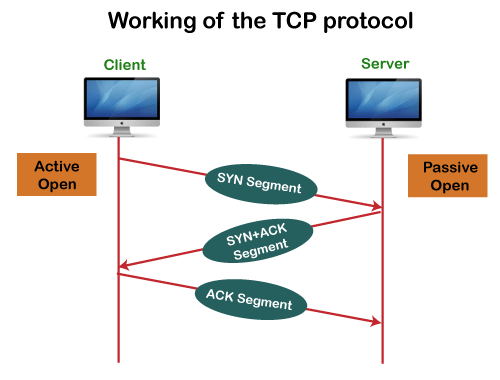 Working of the TCP protocol
Client
Server
Active
Open
Passive
Open
SYN Segment
SYN+ACK
Segment
ACK Segment